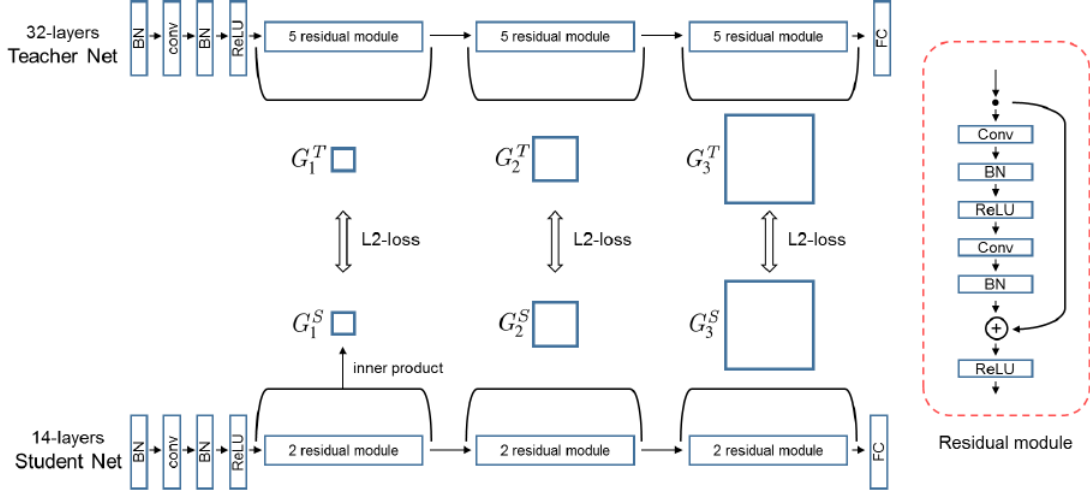 32-layers
Teacher Net
BN
conv
BN
ReLU
5 residual module
5 residual module
5 residual module
FC
G_1^T
G_2^T
G_3^T
L2-loss
L2-loss
L2-loss
G_1^S
G_2^S
G_3^S
inner product
14-layers
Student Net
BN
conv
BN
ReLU
2 residual module
2 residual module
2 residual module
FC
Conv
BN
ReLU
Conv
BN
+
ReLU
Residual module